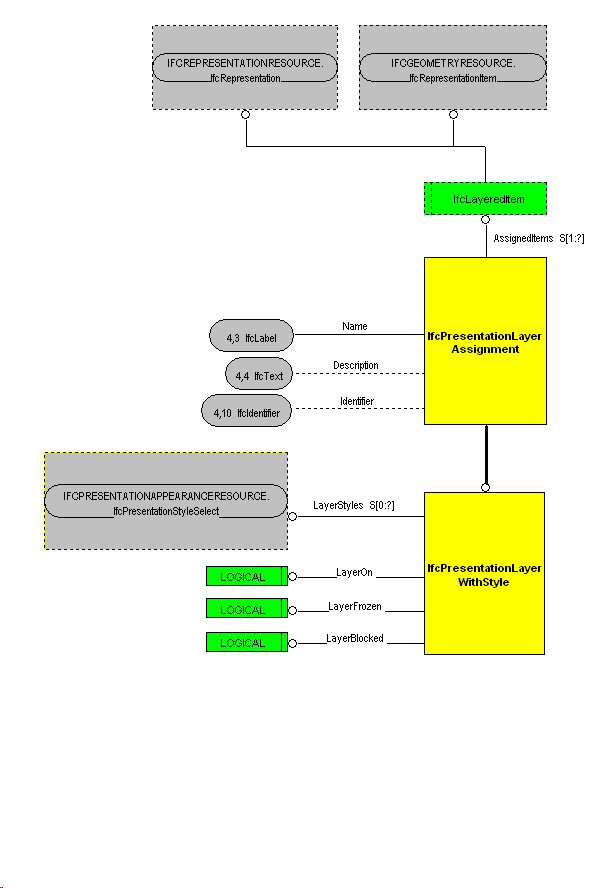 IFCREPRESENTATIONRESOURCE.
IfcRepresentation
IFCGEOMETRYRESOURCE.
IfcRepresentationItem
IfcLayeredItem
AssignedItems S[1:?]
IfcPresentationLayer
Assignment
Name
4,3 IfcLabel
Description
4,4 IfcText
Identifier
4,10 IfcIdentifier
IFCPRESENTATIONAPPEARANCERESOURCE.
IfcPresentationStyleSelect
LayerStyles S[0:?]
IfcPresentationLayer
WithStyle
LOGICAL
LayerOn
LOGICAL
LayerFrozen
LOGICAL
LayerBlocked